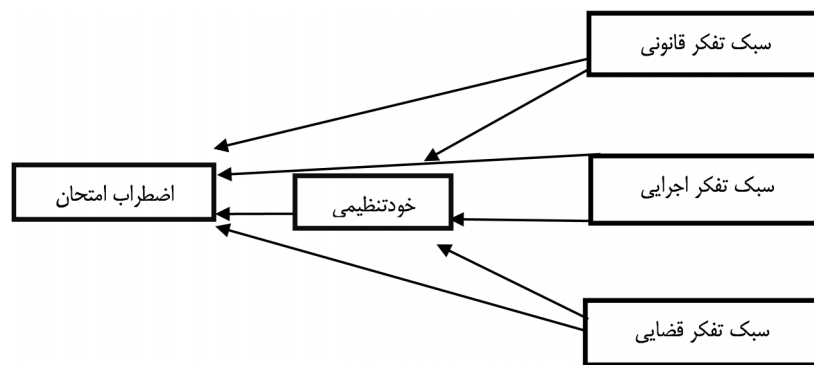 سبک تفکر قانونی
سبک تفکر اجرایی
خودتنظیمی
اضطراب امتحان
سبک تفکر قضایی